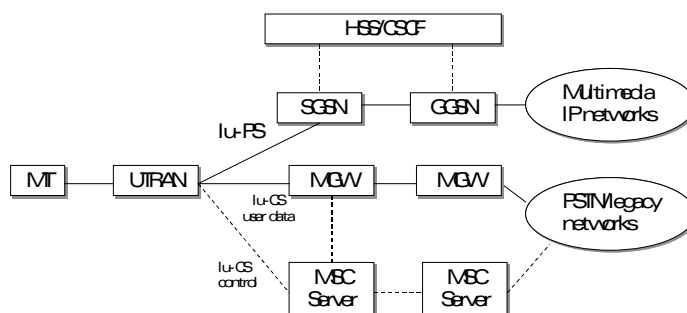 HSS/CSCF
SGSN
GGSN
Multimedia
IP networks
Iu-PS
MT
UTRAN
MGW
MGW
Iu-CS
user data
PSTN/legacy
networks
Iu-CS
control
MSC
Server
MSC
Server